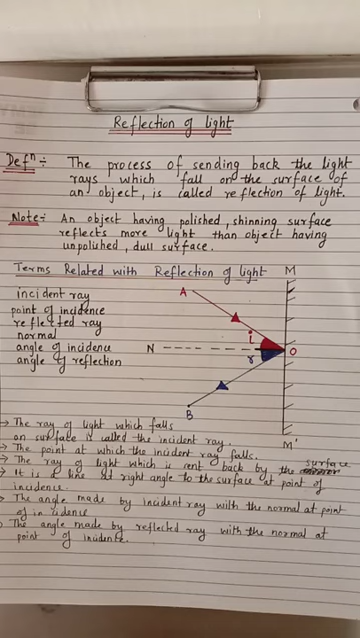 Reflection of light
Defn:- The process of sending back the light
rays which fall on the surface of
an object, is called reflection of light.
Note:- An object having polished, shinning surface
reflects more light than object having
unpolished, dull surface.
Terms Related with Reflection of light
M
A
incident ray
point of incidence
reflected ray
normal
angle of incidence
angle of reflection
i
N
O
r
B
M'
→ The ray of light which falls
on surface is called the incident ray.
→ The point at which the incident ray falls.
→ The ray of light which is sent back by the surface
→ It is a line at right angle to the surface at point of
incidence.
→ The angle made by incident ray with the normal at point
of incidence
→ The angle made by reflected ray with the normal at
point of incidente.